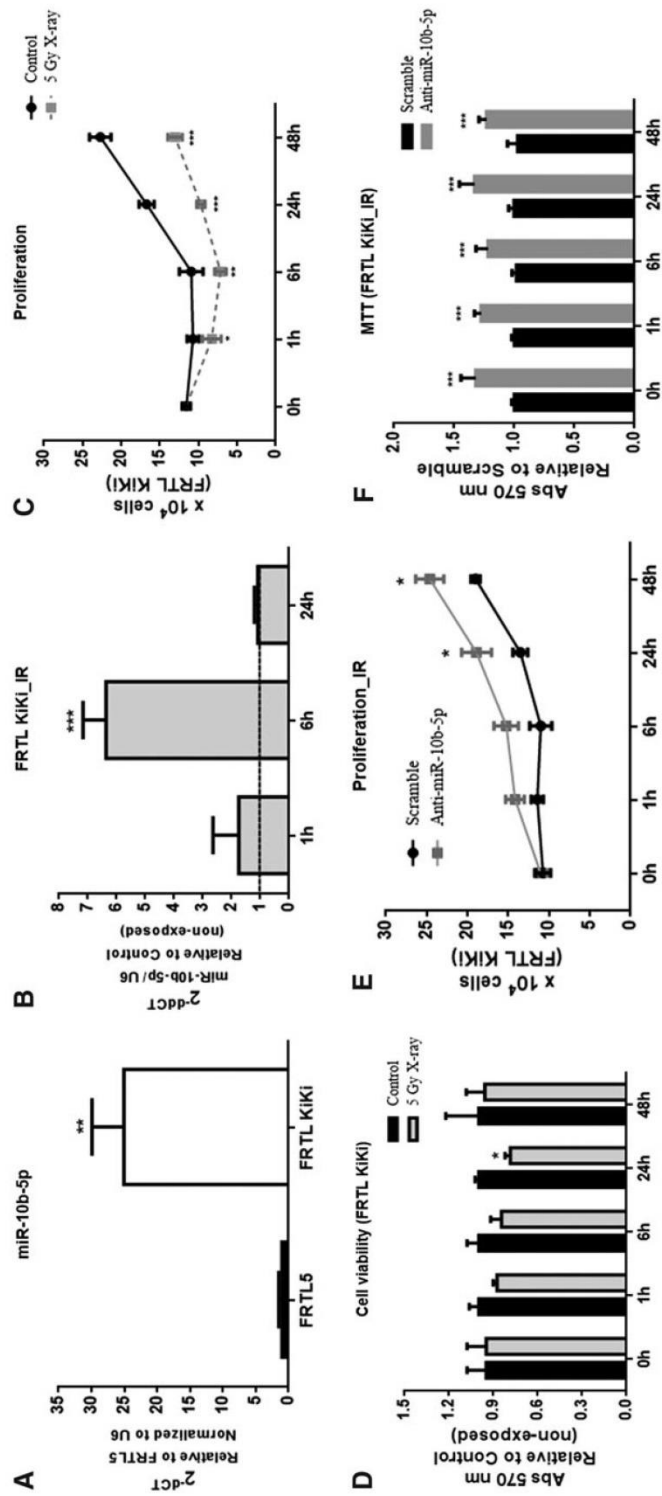 A
miR-10b-5p
2^-dCT
Relative to FRTL5
Normalized to U6
35
30
25
20
15
10
5
0
**
FRTL5
FRTL KiKi
B
FRTL KiKi_IR
2^-ddCT
miR-10b-5p / U6
Relative to Control
(non-exposed)
8
7
6
5
4
3
2
1
0
***
1h
6h
24h
C
Proliferation
Control
5 Gy X-ray
x 10^4 cells
(FRTL KiKi)
30
25
20
15
10
5
0
*
**
***
***
0h
1h
6h
24h
48h
D
Cell viability (FRTL KiKi)
Control
5 Gy X-ray
Abs 570 nm
Relative to Control
(non-exposed)
1.5
1.2
0.9
0.6
0.3
0.0
*
0h
1h
6h
24h
48h
E
Proliferation_IR
Scramble
Anti-miR-10b-5p
x 10^4 cells
(FRTL KiKi)
25
20
15
10
5
0
*
*
0h
1h
6h
24h
48h
F
MTT (FRTL KiKi_IR)
Scramble
Anti-miR-10b-5p
Abs 570 nm
Relative to Scramble
2.0
1.5
1.0
0.5
0.0
***
***
***
***
***
0h
1h
6h
24h
48h